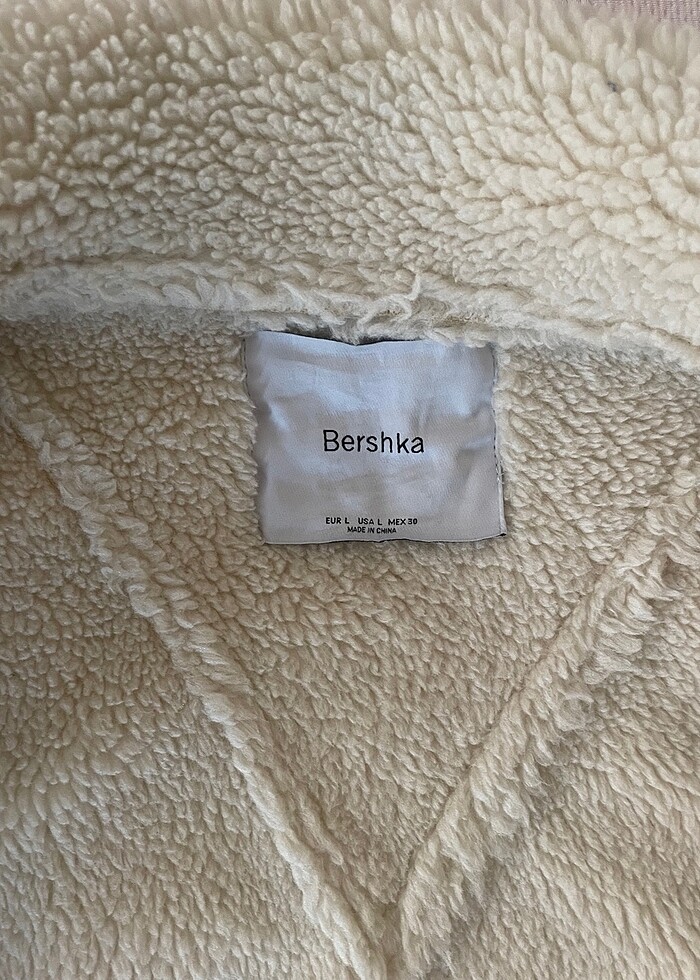 Bershka
EUR L USA L MEX 30
MADE IN CHINA